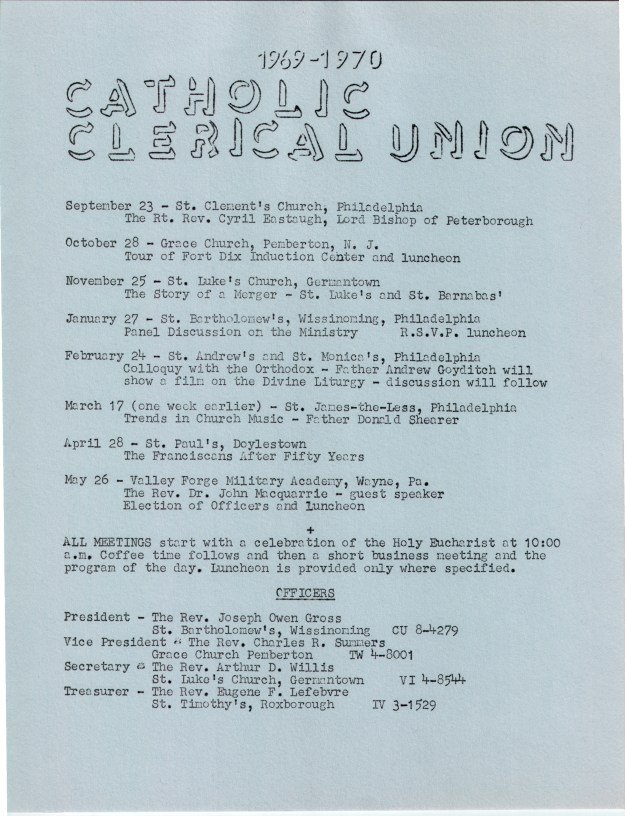 1969-1970
CATHOLIC
CLERICAL UNION
September 23 - St. Clement's Church, Philadelphia
The Rt. Rev. Cyril Eastaugh, Lord Bishop of Peterborough
October 28 - Grace Church, Pemberton, N. J.
Tour of Fort Dix Induction Center and luncheon
November 25 - St. Luke's Church, Germantown
The Story of a Merger - St. Luke's and St. Barnabas'
January 27 - St. Bartholomew's, Wissinoming, Philadelphia
Panel Discussion on the Ministry R.S.V.P. luncheon
February 24 - St. Andrew's and St. Monica's, Philadelphia
Colloquy with the Orthodox - Father Andrew Goyditch will
show a film on the Divine Liturgy - discussion will follow
March 17 (one week earlier) - St. James-the-Less, Philadelphia
Trends in Church Music - Father Donald Shearer
April 28 - St. Paul's, Doylestown
The Franciscans After Fifty Years
May 26 - Valley Forge Military Academy, Wayne, Pa.
The Rev. Dr. John Macquarrie - guest speaker
Election of Officers and luncheon
+
ALL MEETINGS start with a celebration of the Holy Eucharist at 10:00
a.m. Coffee time follows and then a short business meeting and the
program of the day. Luncheon is provided only where specified.
OFFICERS
President - The Rev. Joseph Owen Gross
St. Bartholomew's, Wissinoming CU 8-4279
Vice President - The Rev. Charles R. Summers
Grace Church Pemberton TW 4-8001
Secretary - The Rev. Arthur D. Willis
St. Luke's Church, Germantown VI 4-8544
Treasurer - The Rev. Eugene F. Lefebvre
St. Timothy's, Roxborough IV 3-1529